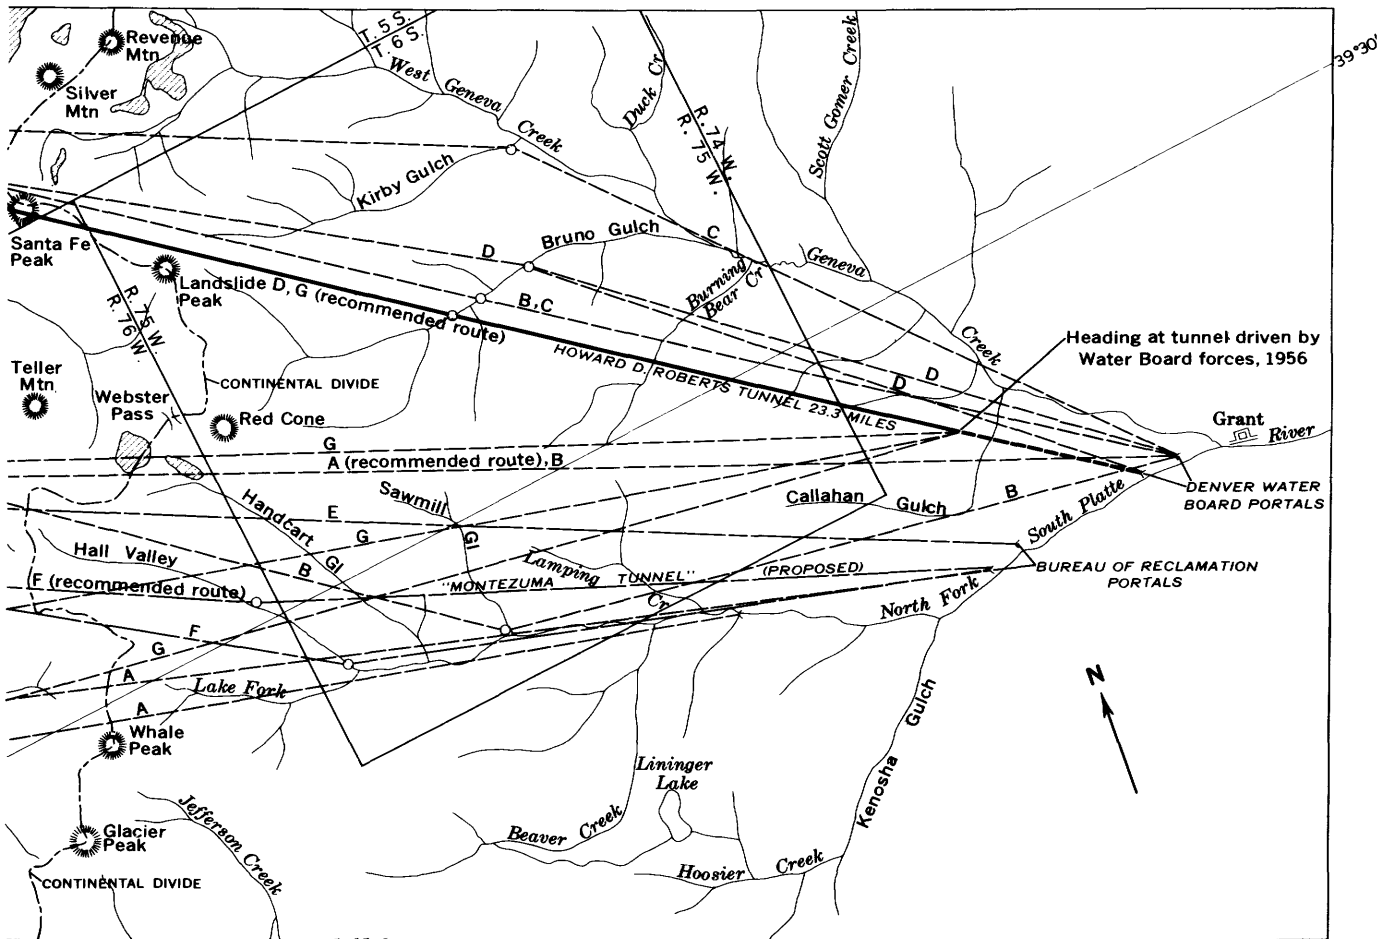 Revenue
Mtn
Silver
Mtn
T. 5 S.
T. 6 S.
West
Geneva
Creek
Duck Cr
R. 74 W.
R. 75 W.
Scott Gomer Creek
39°30'
Kirby Gulch
Santa Fe
Peak
Landslide
Peak
D, G (recommended route)
D
Bruno Gulch
C
B,C
Burning
Bear Cr
Geneva
Creek
R. 75 W.
R. 76 W.
HOWARD D. ROBERTS TUNNEL 23.3 MILES
D
D
Heading at tunnel driven by
Water Board forces, 1956
Teller
Mtn
CONTINENTAL DIVIDE
Webster
Pass
Red Cone
Grant
River
G
A (recommended route), B
DENVER WATER
BOARD PORTALS
Handcart
Gl
Sawmill
Gl
Callahan
Gulch
B
South Platte
E
G
Hall Valley
B
Lamping
Cr
F (recommended route)
"MONTEZUMA TUNNEL" (PROPOSED)
BUREAU OF RECLAMATION
PORTALS
North Fork
F
G
A
Lake Fork
A
Whale
Peak
N
Kenosha Gulch
Lininger
Lake
Jefferson Creek
Glacier
Peak
Beaver Creek
Hoosier Creek
CONTINENTAL DIVIDE